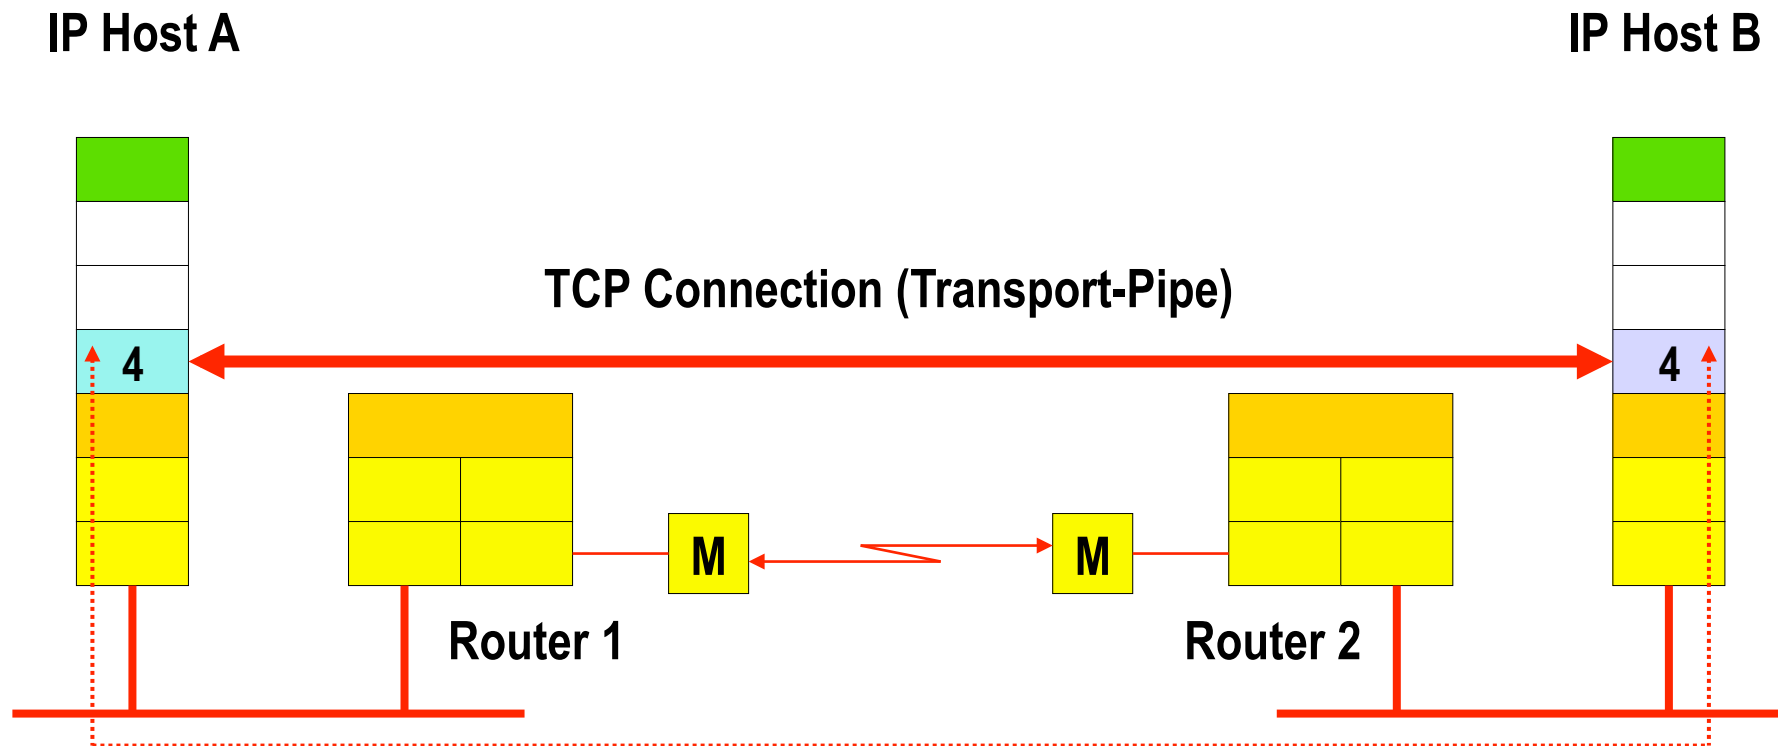 IP Host A
IP Host B
TCP Connection (Transport-Pipe)
4
4
M
M
Router 1
Router 2